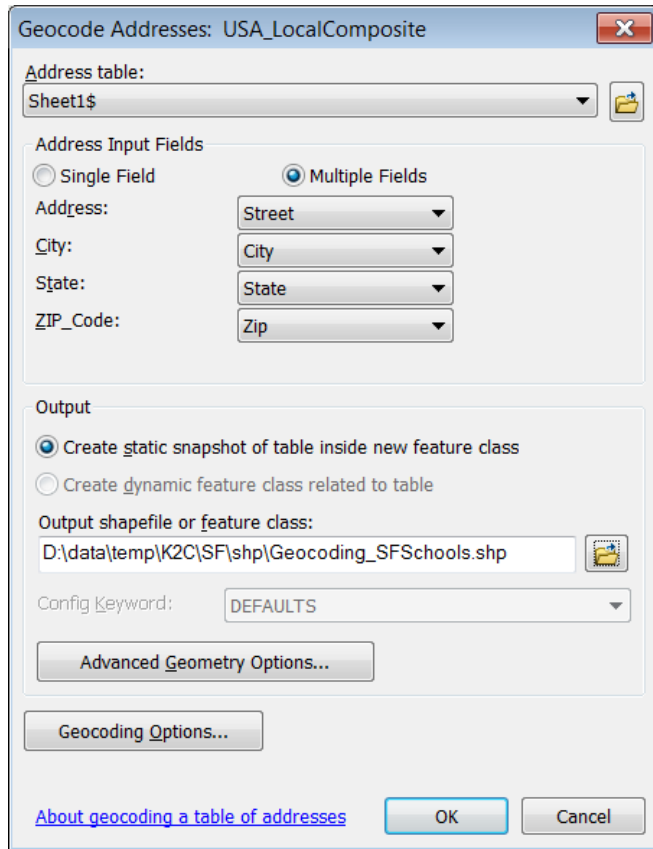 Geocode Addresses: USA_LocalComposite
Address table:
Sheet1$
Address Input Fields
Single Field
Multiple Fields
Address:
Street
City:
City
State:
State
ZIP_Code:
Zip
Output
Create static snapshot of table inside new feature class
Create dynamic feature class related to table
Output shapefile or feature class:
D:\data\temp\K2C\SF\shp\Geocoding_SFSchools.shp
Config Keyword:
DEFAULTS
Advanced Geometry Options...
Geocoding Options...
About geocoding a table of addresses
OK
Cancel